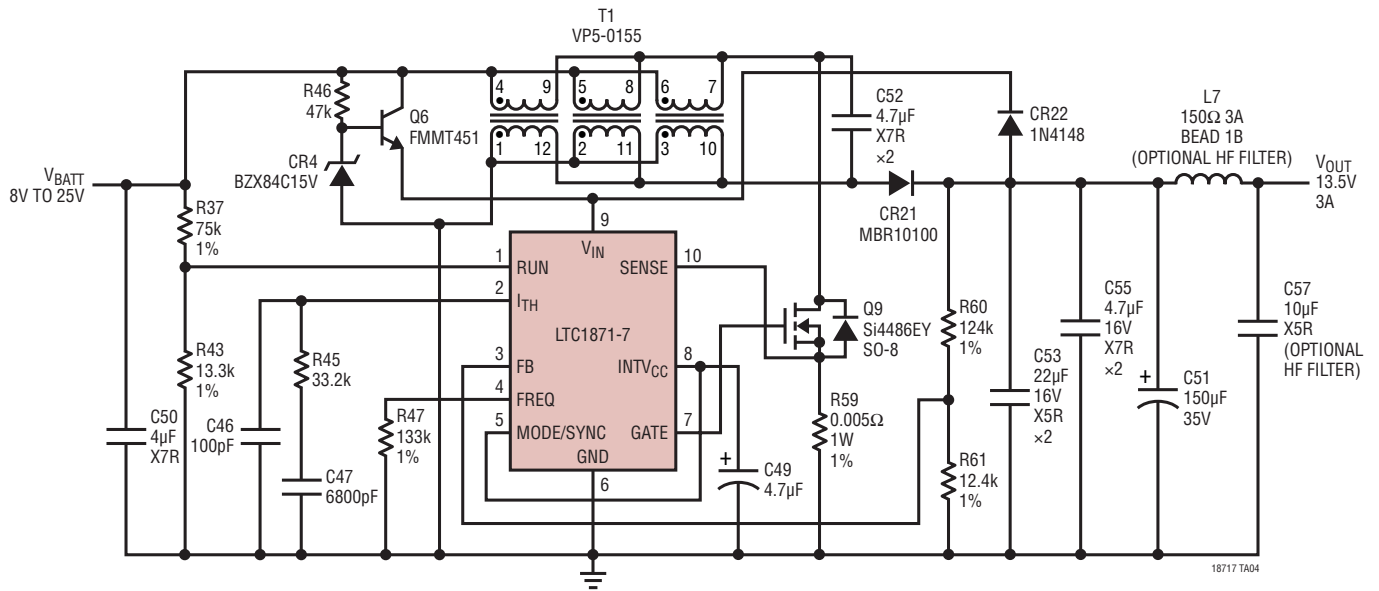 T1
VP5-0155
4
9
5
8
6
7
1
12
2
11
3
10
R46
47k
Q6
FMMT451
CR4
BZX84C15V
C52
4.7µF
X7R
×2
CR22
1N4148
L7
150Ω 3A
BEAD 1B
(OPTIONAL HF FILTER)
VBATT
8V TO 25V
VOUT
13.5V
3A
CR21
MBR10100
R37
75k
1%
9
VIN
1
RUN
SENSE
10
2
ITH
LTC1871-7
3
FB
INTVCC
8
4
FREQ
5
MODE/SYNC
GATE
7
GND
6
Q9
Si4486EY
SO-8
R43
13.3k
1%
R45
33.2k
R47
133k
1%
C50
4µF
X7R
C46
100pF
C47
6800pF
+
C49
4.7µF
R59
0.005Ω
1W
1%
R60
124k
1%
R61
12.4k
1%
C53
22µF
16V
X5R
×2
C55
4.7µF
16V
X7R
×2
+
C51
150µF
35V
C57
10µF
X5R
(OPTIONAL
HF FILTER)
18717 TA04